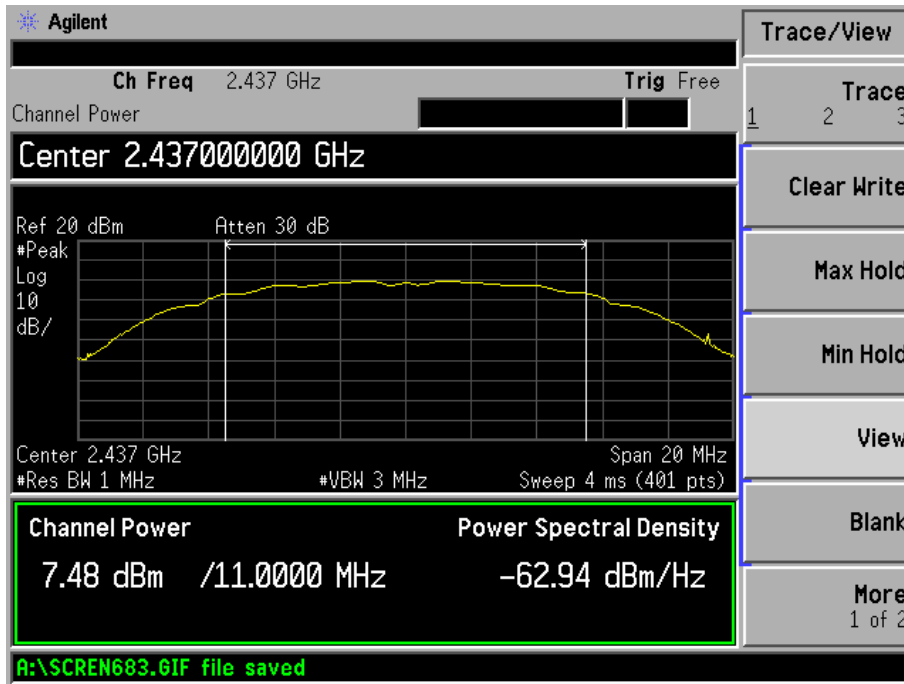 Agilent
Trace/View
Ch Freq 2.437 GHz Trig Free
Channel Power
Trace
1 2 3
Center 2.437000000 GHz
Clear Write
Ref 20 dBm Atten 30 dB
#Peak
Log
10
dB/
Max Hold
Min Hold
View
Center 2.437 GHz Span 20 MHz
#Res BW 1 MHz #VBW 3 MHz Sweep 4 ms (401 pts)
Channel Power Power Spectral Density
7.48 dBm /11.0000 MHz -62.94 dBm/Hz
Blank
More
1 of 2
A:\SCREN683.GIF file saved